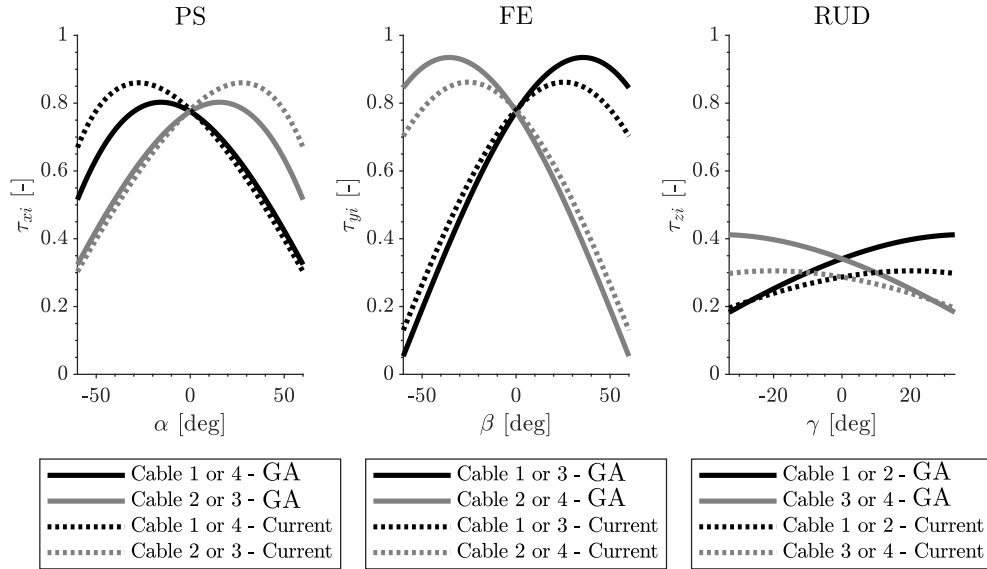 PS
1
0.8
0.6
0.4
0.2
0
τxi [-]
-50
0
50
α [deg]
Cable 1 or 4 - GA
Cable 2 or 3 - GA
Cable 1 or 4 - Current
Cable 2 or 3 - Current
FE
1
0.8
0.6
0.4
0.2
0
τyi [-]
-50
0
50
β [deg]
Cable 1 or 3 - GA
Cable 2 or 4 - GA
Cable 1 or 3 - Current
Cable 2 or 4 - Current
RUD
1
0.8
0.6
0.4
0.2
0
τzi [-]
-20
0
20
γ [deg]
Cable 1 or 2 - GA
Cable 3 or 4 - GA
Cable 1 or 2 - Current
Cable 3 or 4 - Current